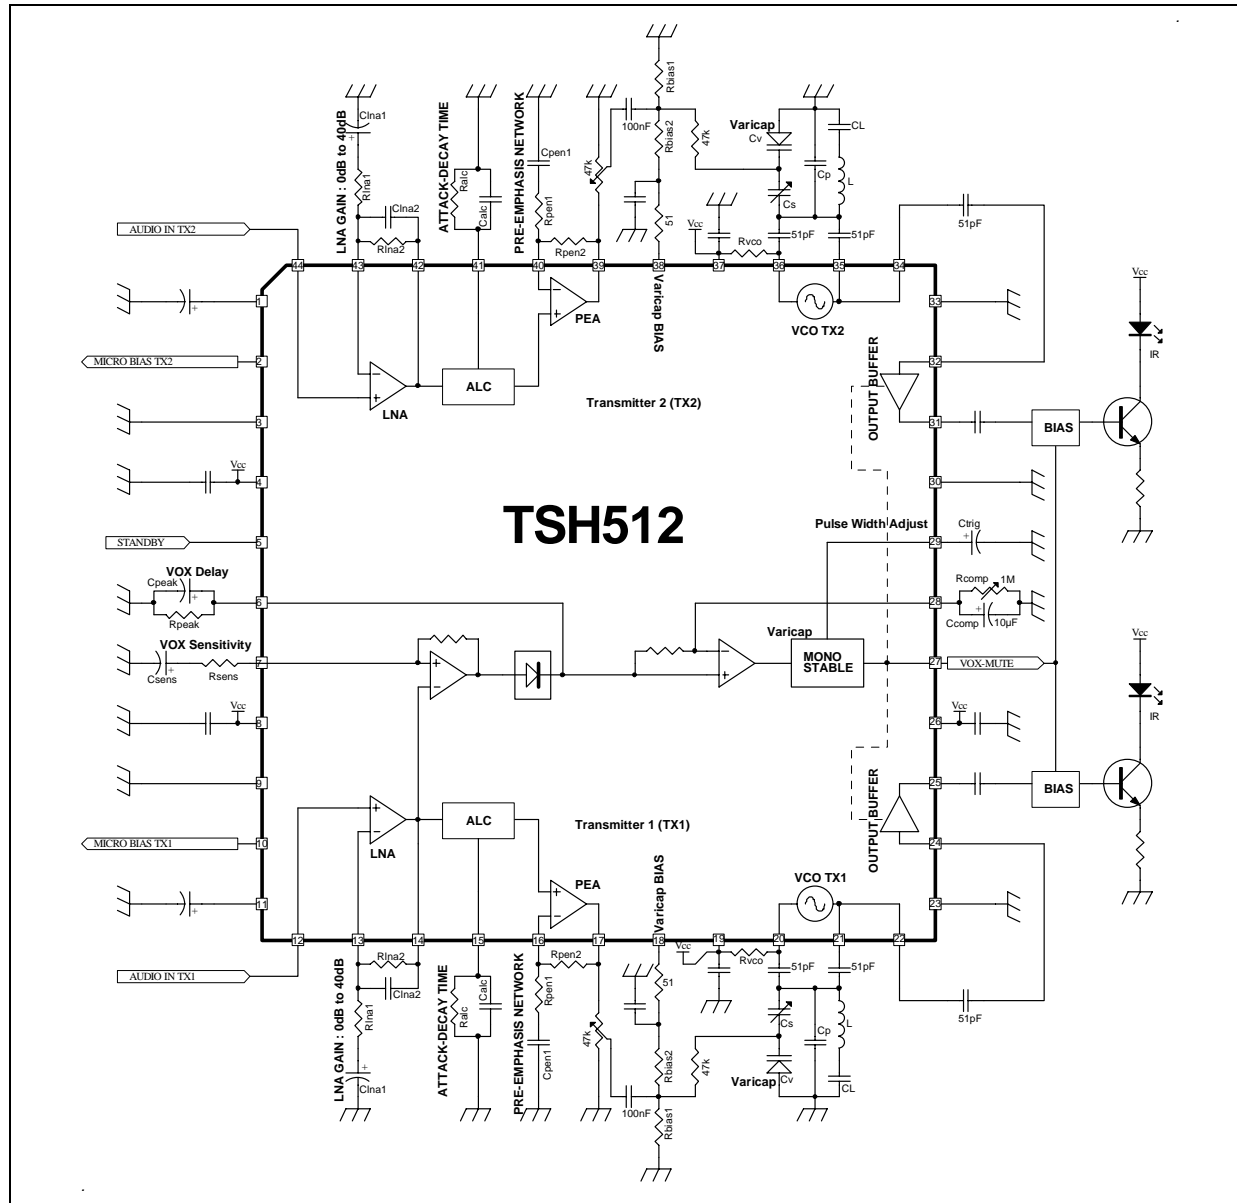 Rbias1
Clna1
LNA GAIN : 0dB to 40dB
Rlna1
Clna2
Rlna2
ATTACK-DECAY TIME
Ralc
Calc
PRE-EMPHASIS NETWORK
Cpen1
Rpen1
Rpen2
47k
100nF
Rbias2
51
47k
Varicap
Cv
Cs
Cp
CL
L
Vcc
Rvco
51pF
51pF
51pF
AUDIO IN TX2
44
43
42
41
40
39
38
37
36
35
34
Varicap BIAS
PEA
VCO TX2
1
33
Vcc
IR
MICRO BIAS TX2
2
32
ALC
LNA
Transmitter 2 (TX2)
OUTPUT BUFFER
3
31
BIAS
Vcc
4
30
TSH512
Pulse Width Adjust
Ctrig
STANDBY
5
29
VOX Delay
Cpeak
Rpeak
6
28
Rcomp
1M
Ccomp
10µF
VOX Sensitivity
Csens
Rsens
7
Varicap
MONO
STABLE
27
VOX-MUTE
Vcc
IR
Vcc
8
26
Vcc
9
25
BIAS
OUTPUT BUFFER
ALC
Transmitter 1 (TX1)
LNA
MICRO BIAS TX1
10
24
PEA
Varicap BIAS
VCO TX1
11
23
12
13
14
15
16
17
18
19
20
21
22
AUDIO IN TX1
LNA GAIN : 0dB to 40dB
Rlna2
Clna2
Rlna1
Clna1
ATTACK-DECAY TIME
Ralc
Calc
PRE-EMPHASIS NETWORK
Rpen1
Cpen1
Rpen2
47k
100nF
51
Rbias2
Rbias1
47k
Vcc
Rvco
51pF
51pF
51pF
Cs
Cp
L
Varicap
Cv
CL